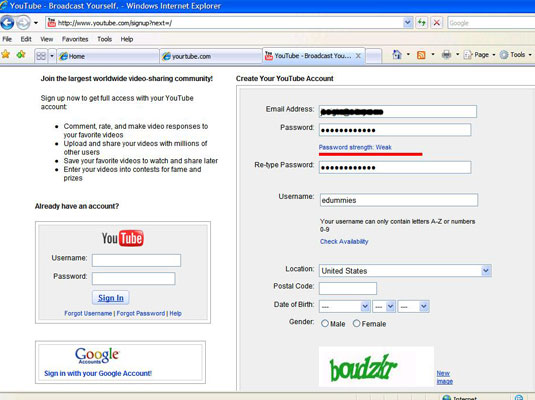 YouTube - Broadcast Yourself. - Windows Internet Explorer
http://www.youtube.com/signup?next=/
Google
File Edit View Favorites Tools Help
Home
yourtube.com
YouTube - Broadcast You...
Page
Tools
Join the largest worldwide video-sharing community!
Sign up now to get full access with your YouTube
account:
Comment, rate, and make video responses to
your favorite videos
Upload and share your videos with millions of
other users
Save your favorite videos to watch and share later
Enter your videos into contests for fame and
prizes
Already have an account?
YouTube
Username:
Password:
Sign In
Forgot Username | Forgot Password | Help
Google
Accounts
Sign in with your Google Account!
Create Your YouTube Account
Email Address:
Password:
Password strength: Weak
Re-type Password:
Username: edummies
Your username can only contain letters A-Z or numbers
0-9
Check Availability
Location: United States
Postal Code:
Date of Birth: --- --- ---
Gender: Male Female
boudzkr
New
image
Internet